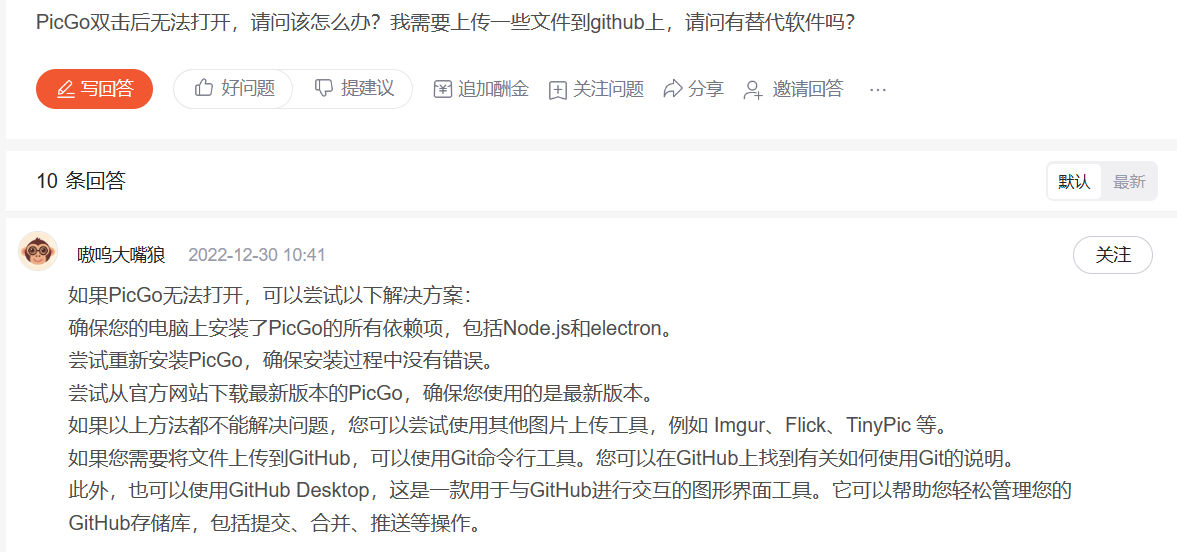 PicGo双击后无法打开，请问该怎么办？我需要上传一些文件到github上，请问有替代软件吗？
写回答 好问题 提建议 追加酬金 关注问题 分享 邀请回答 ···
10 条回答 默认 最新
嗷呜大嘴狼 2022-12-30 10:41 关注
如果PicGo无法打开，可以尝试以下解决方案：
确保您的电脑上安装了PicGo的所有依赖项，包括Node.js和electron。
尝试重新安装PicGo，确保安装过程中没有错误。
尝试从官方网站下载最新版本的PicGo，确保您使用的是最新版本。
如果以上方法都不能解决问题，您可以尝试使用其他图片上传工具，例如 Imgur、Flick、TinyPic 等。
如果您需要将文件上传到GitHub，可以使用Git命令行工具。您可以在GitHub上找到有关如何使用Git的说明。
此外，也可以使用GitHub Desktop，这是一款用于与GitHub进行交互的图形界面工具。它可以帮助您轻松管理您的
GitHub存储库，包括提交、合并、推送等操作。